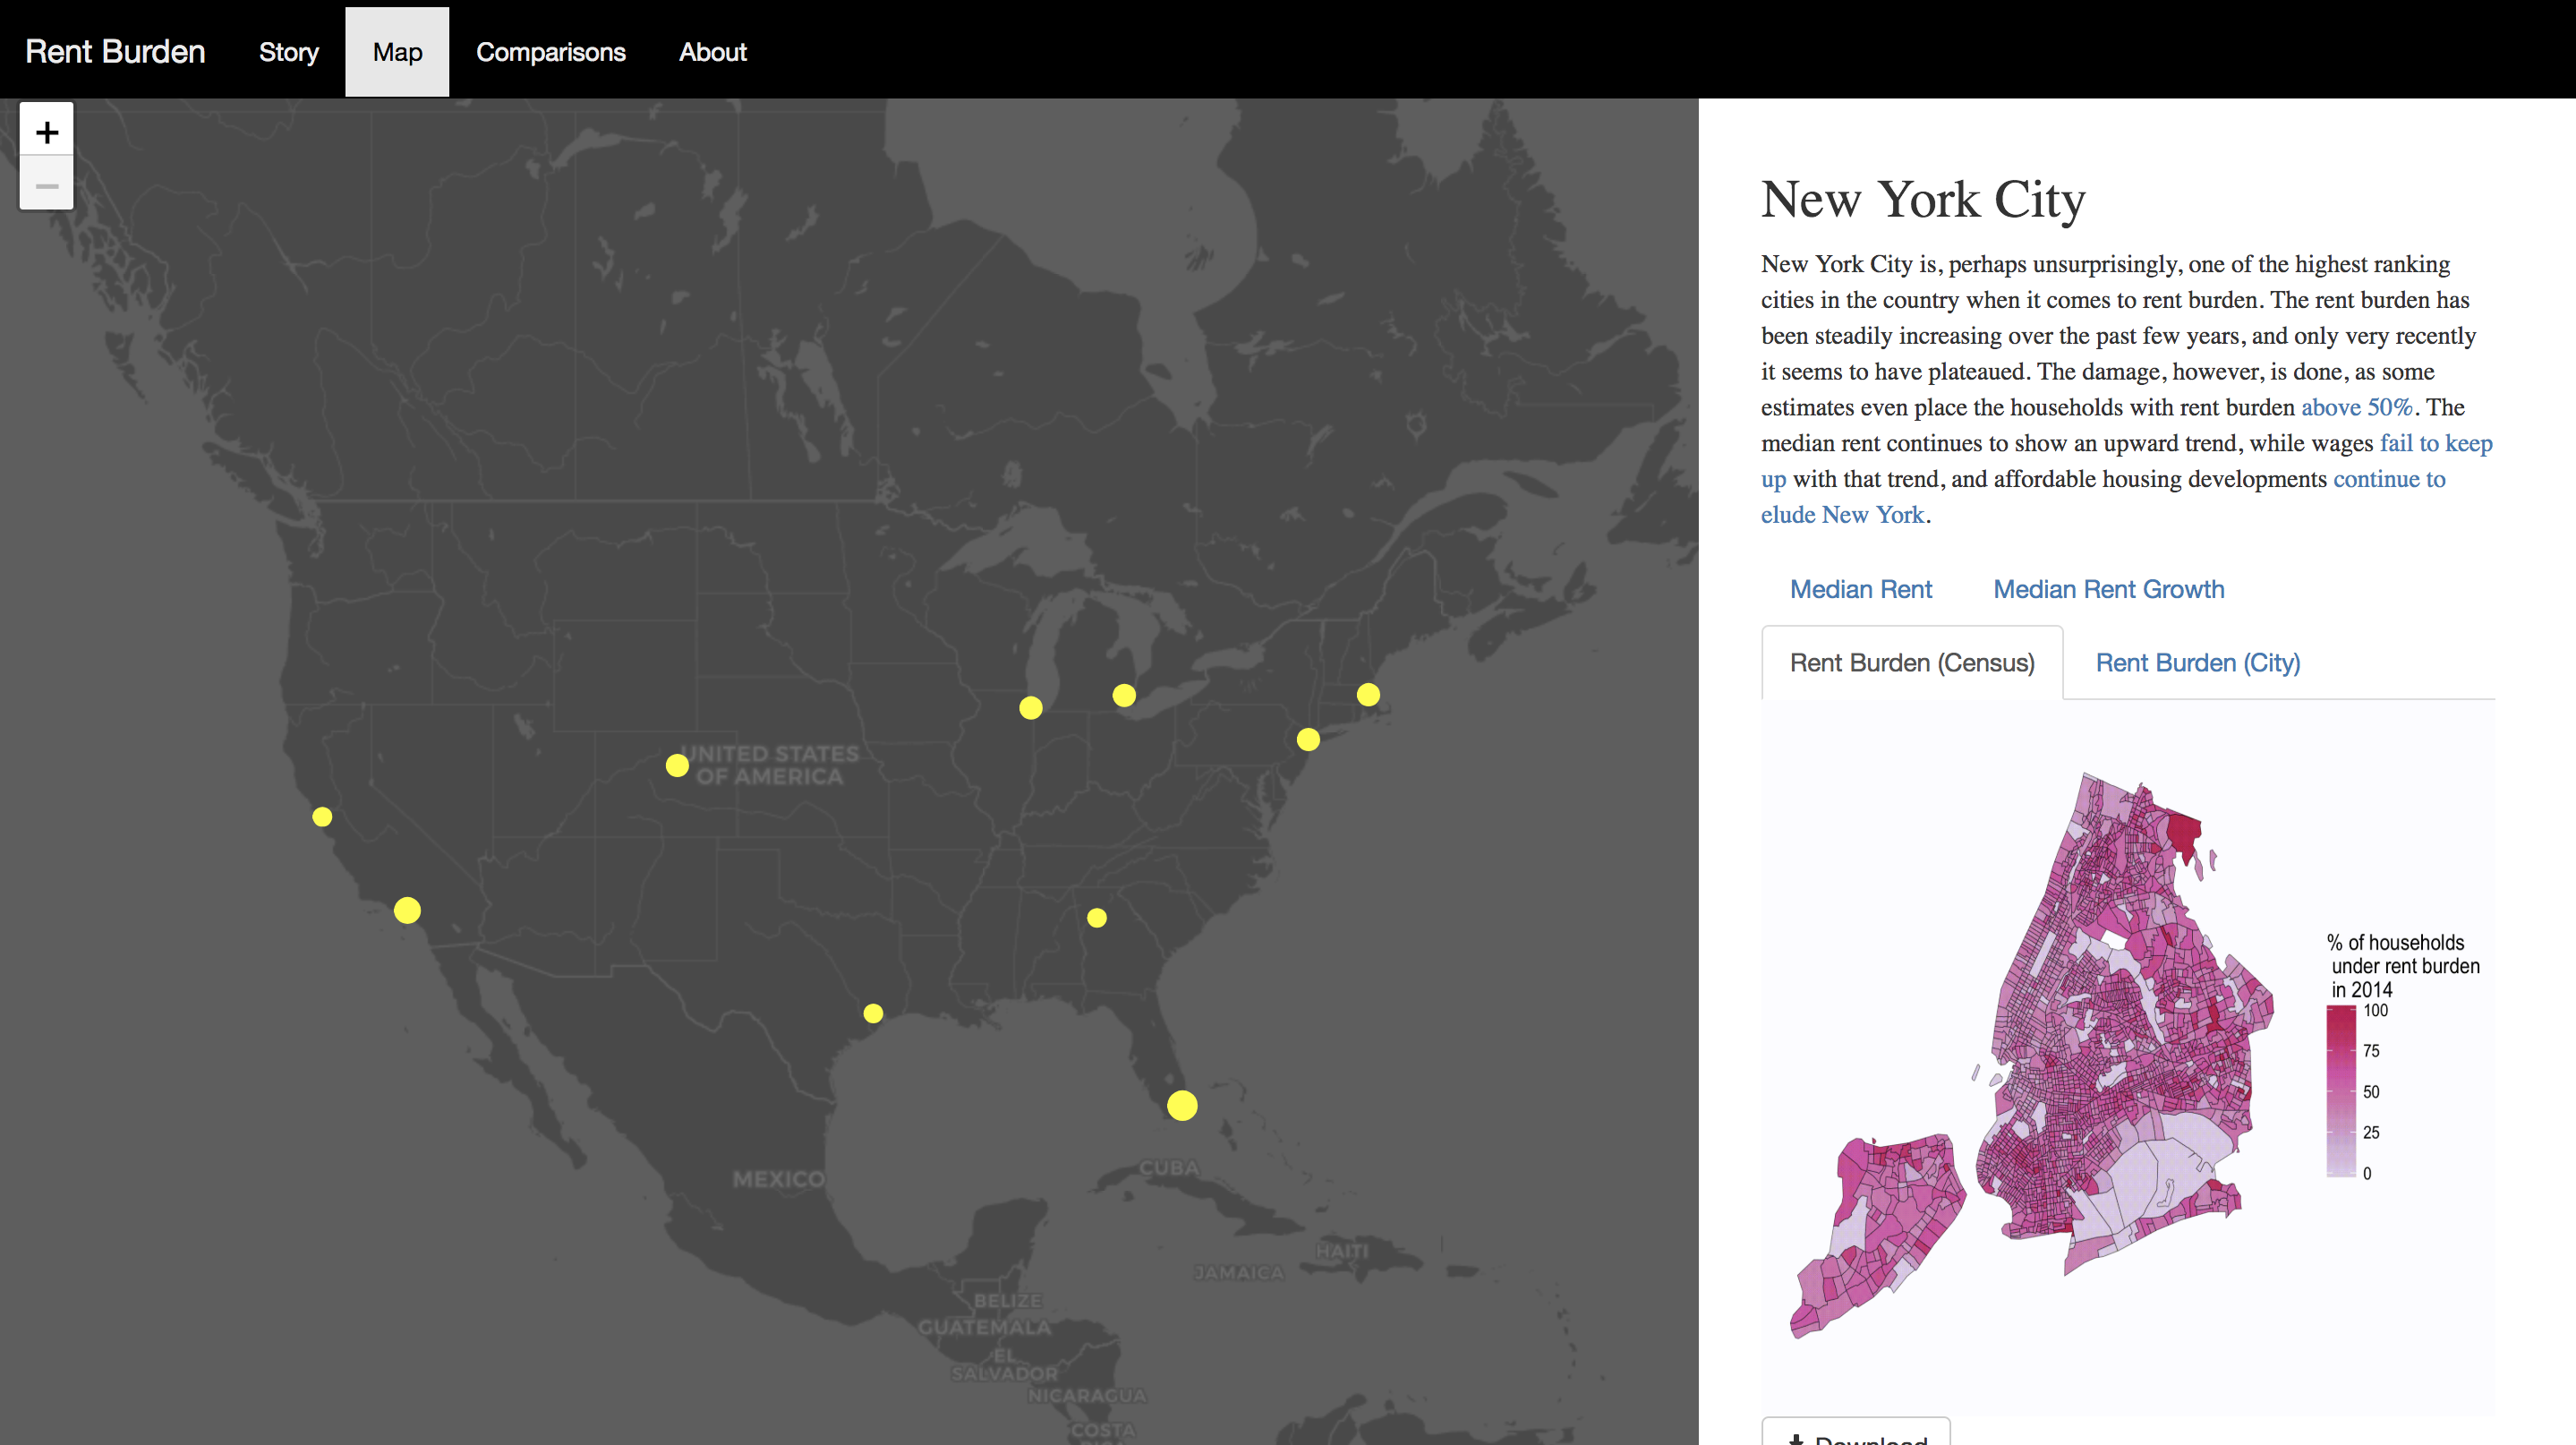 Rent Burden Story Map Comparisons About
+
−
UNITED STATES
OF AMERICA
MEXICO
CUBA
HAITI
JAMAICA
BELIZE
GUATEMALA
EL
SALVADOR
NICARAGUA
COSTA
New York City
New York City is, perhaps unsurprisingly, one of the highest ranking
cities in the country when it comes to rent burden. The rent burden has
been steadily increasing over the past few years, and only very recently
it seems to have plateaued. The damage, however, is done, as some
estimates even place the households with rent burden above 50%. The
median rent continues to show an upward trend, while wages fail to keep
up with that trend, and affordable housing developments continue to
elude New York.
Median Rent Median Rent Growth
Rent Burden (Census) Rent Burden (City)
% of households
under rent burden
in 2014
100
75
50
25
0
Download